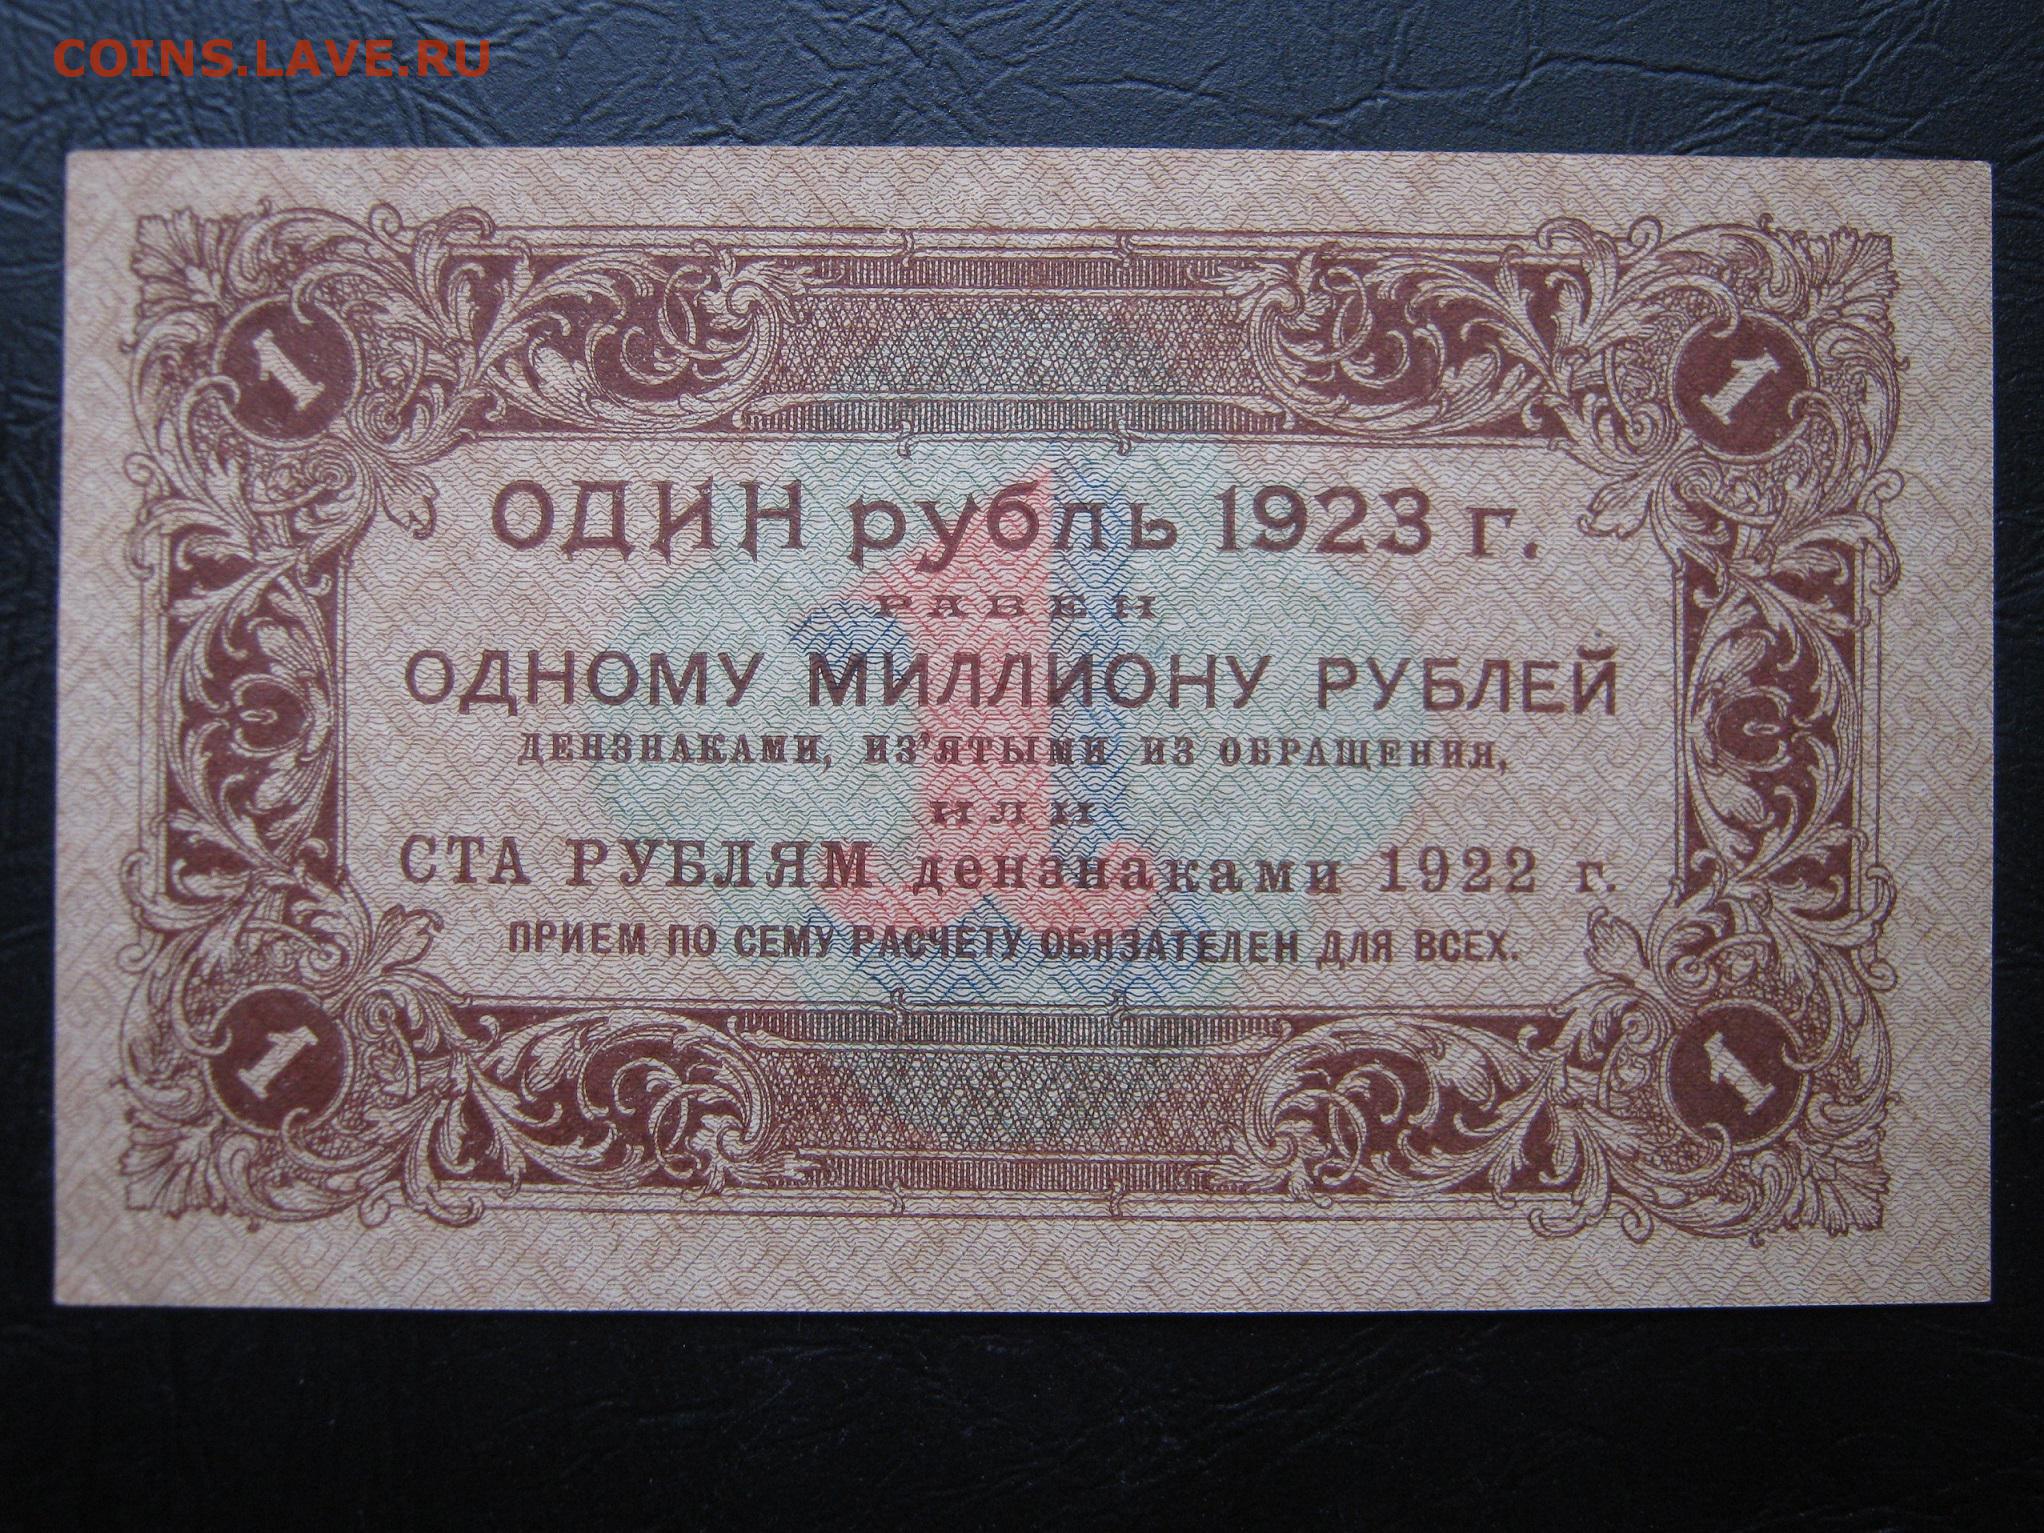 COINS.LAVE.RU
1 1
ОДИН рубль 1923 г.
РАВЕН
ОДНОМУ МИЛЛИОНУ РУБЛЕЙ
ДЕНЗНАКАМИ, ИЗ'ЯТЫМИ ИЗ ОБРАЩЕНИЯ,
ИЛИ
СТА РУБЛЯМ дензнаками 1922 г.
ПРИЕМ ПО СЕМУ РАСЧЕТУ ОБЯЗАТЕЛЕН ДЛЯ ВСЕХ.
1
1 1